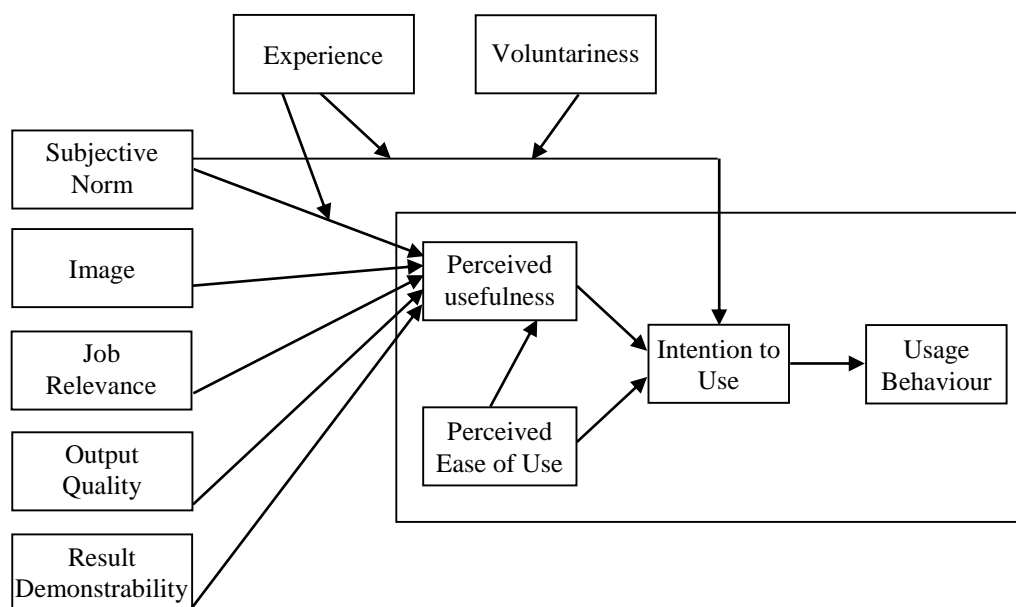 Experience
Voluntariness
Subjective
Norm
Image
Perceived
usefulness
Job
Relevance
Intention to
Use
Usage
Behaviour
Perceived
Ease of Use
Output
Quality
Result
Demonstrability